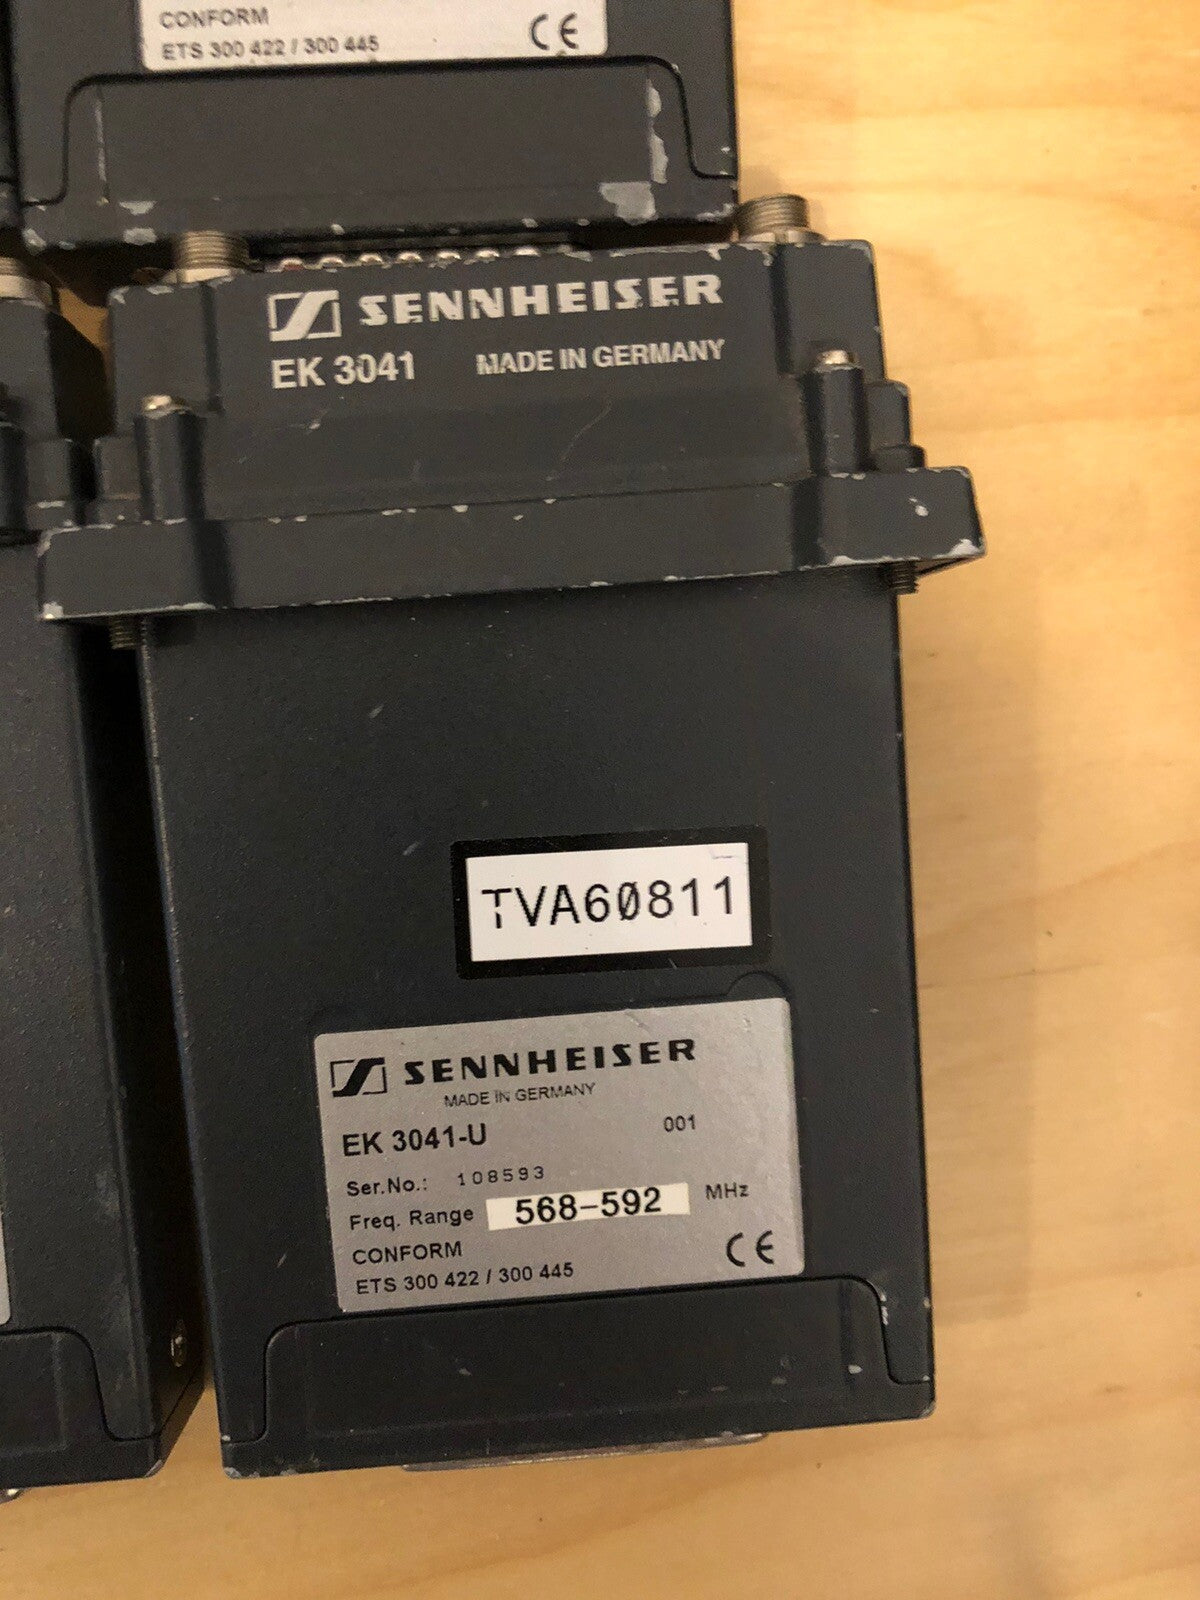 CONFORM
ETS 300 422 / 300 445
CE
SENNHEISER
EK 3041 MADE IN GERMANY
TVA60811
SENNHEISER
MADE IN GERMANY
EK 3041-U 001
Ser.No.: 108593
Freq. Range 568-592 MHz
CONFORM
ETS 300 422 / 300 445
CE